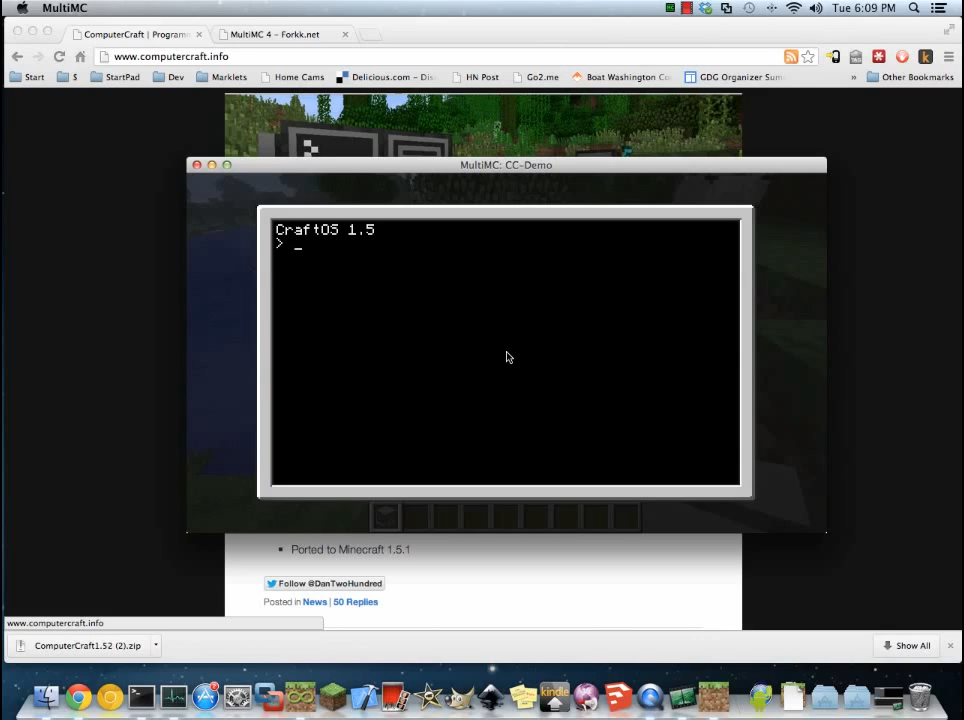 MultiMC
Tue 6:09 PM
ComputerCraft | Program
MultiMC 4 – Forkk.net
www.computercraft.info
Start
$
StartPad
Dev
Marklets
Home Cams
Delicious.com – Dis
HN Post
Go2.me
Boat Washington Co
GDG Organizer Sum
»
Other Bookmarks
MultiMC: CC-Demo
CraftOS 1.5
> _
• Ported to Minecraft 1.5.1
Follow @DanTwoHundred
Posted in News | 50 Replies
www.computercraft.info
ComputerCraft1.52 (2).zip
Show All
kindle